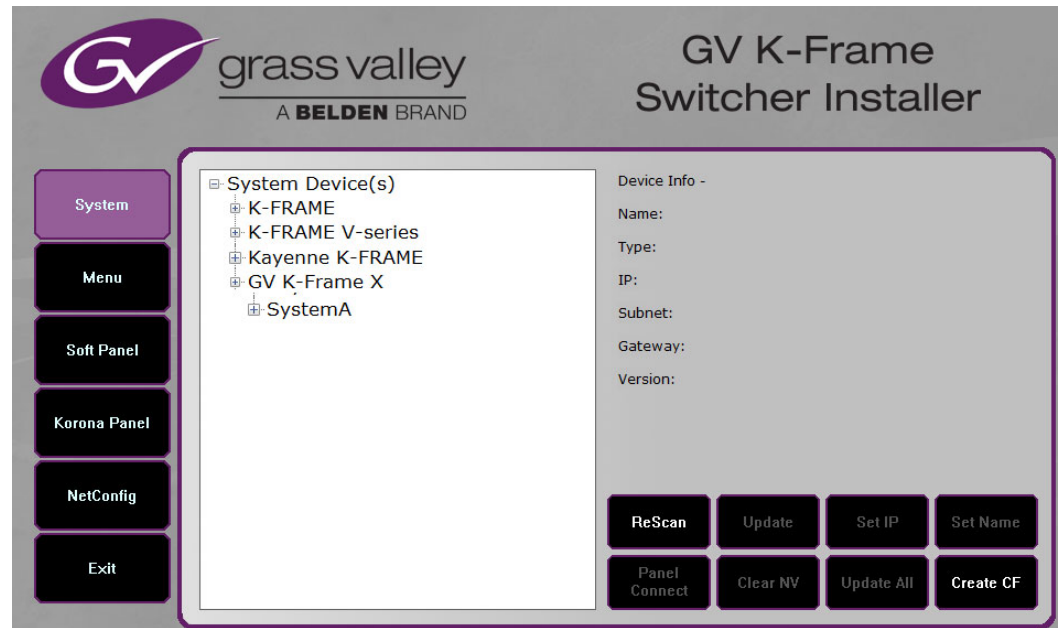 GV
grass valley
A BELDEN BRAND
GV K-Frame
Switcher Installer
System
Menu
Soft Panel
Korona Panel
NetConfig
Exit
System Device(s)
K-FRAME
K-FRAME V-series
Kayenne K-FRAME
GV K-Frame X
SystemA
Device Info -
Name:
Type:
IP:
Subnet:
Gateway:
Version:
ReScan
Update
Set IP
Set Name
Panel
Connect
Clear NV
Update All
Create CF